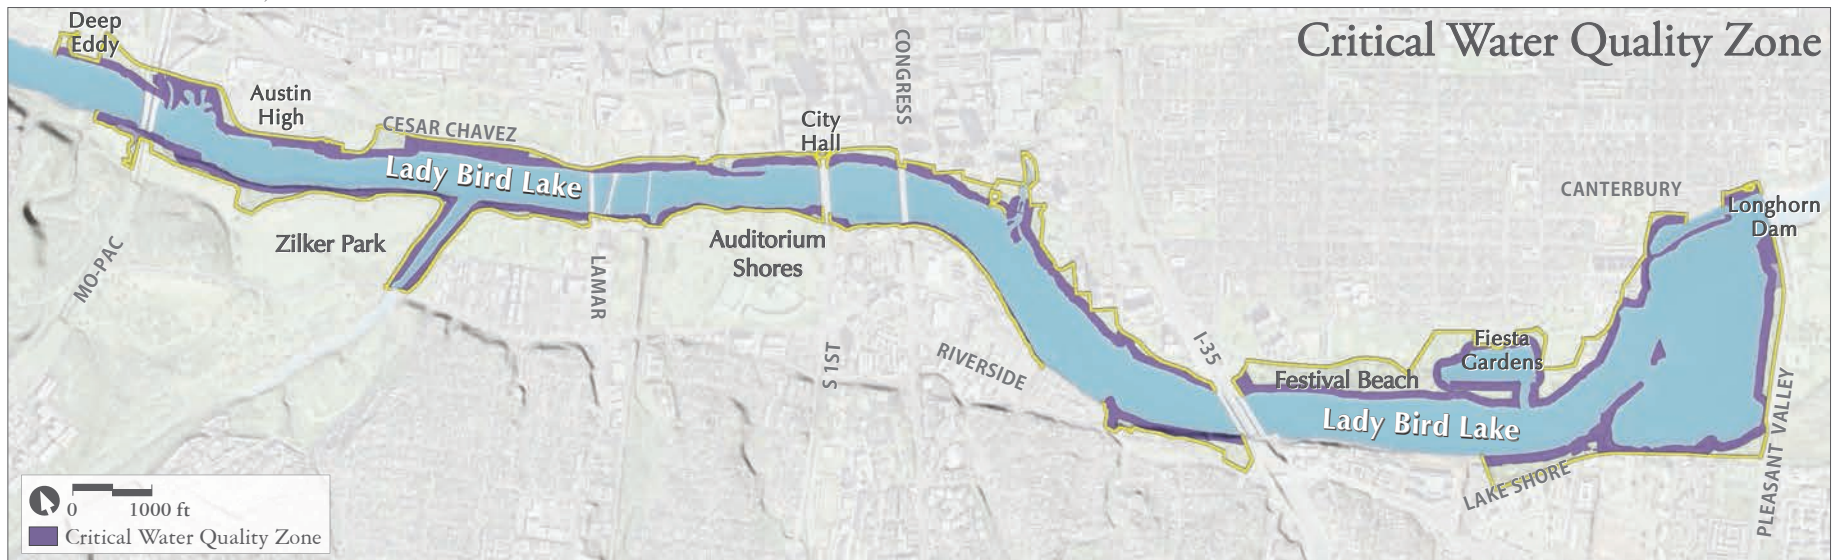 Critical Water Quality Zone
Deep
Eddy
Austin
High
CESAR CHAVEZ
Lady Bird Lake
City
Hall
CONGRESS
CANTERBURY
Longhorn
Dam
MO-PAC
Zilker Park
LAMAR
Auditorium
Shores
S 1ST
RIVERSIDE
I-35
Festival Beach
Fiesta
Gardens
Lady Bird Lake
LAKE SHORE
PLEASANT VALLEY
0 1000 ft
Critical Water Quality Zone